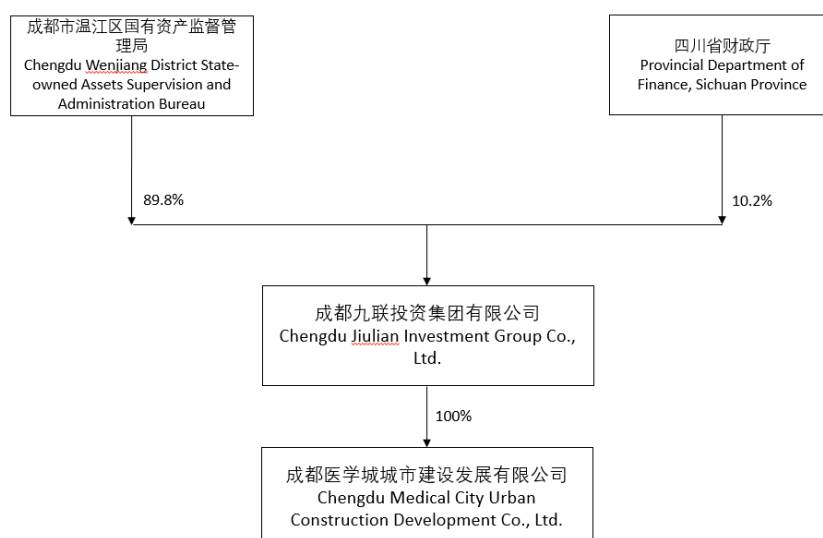 成都市温江区国有资产监督管
理局
Chengdu Wenjiang District State-
owned Assets Supervision and
Administration Bureau
四川省财政厅
Provincial Department of
Finance, Sichuan Province
89.8%
10.2%
成都九联投资集团有限公司
Chengdu Jiulian Investment Group Co.,
Ltd.
100%
成都医学城城市建设发展有限公司
Chengdu Medical City Urban
Construction Development Co., Ltd.